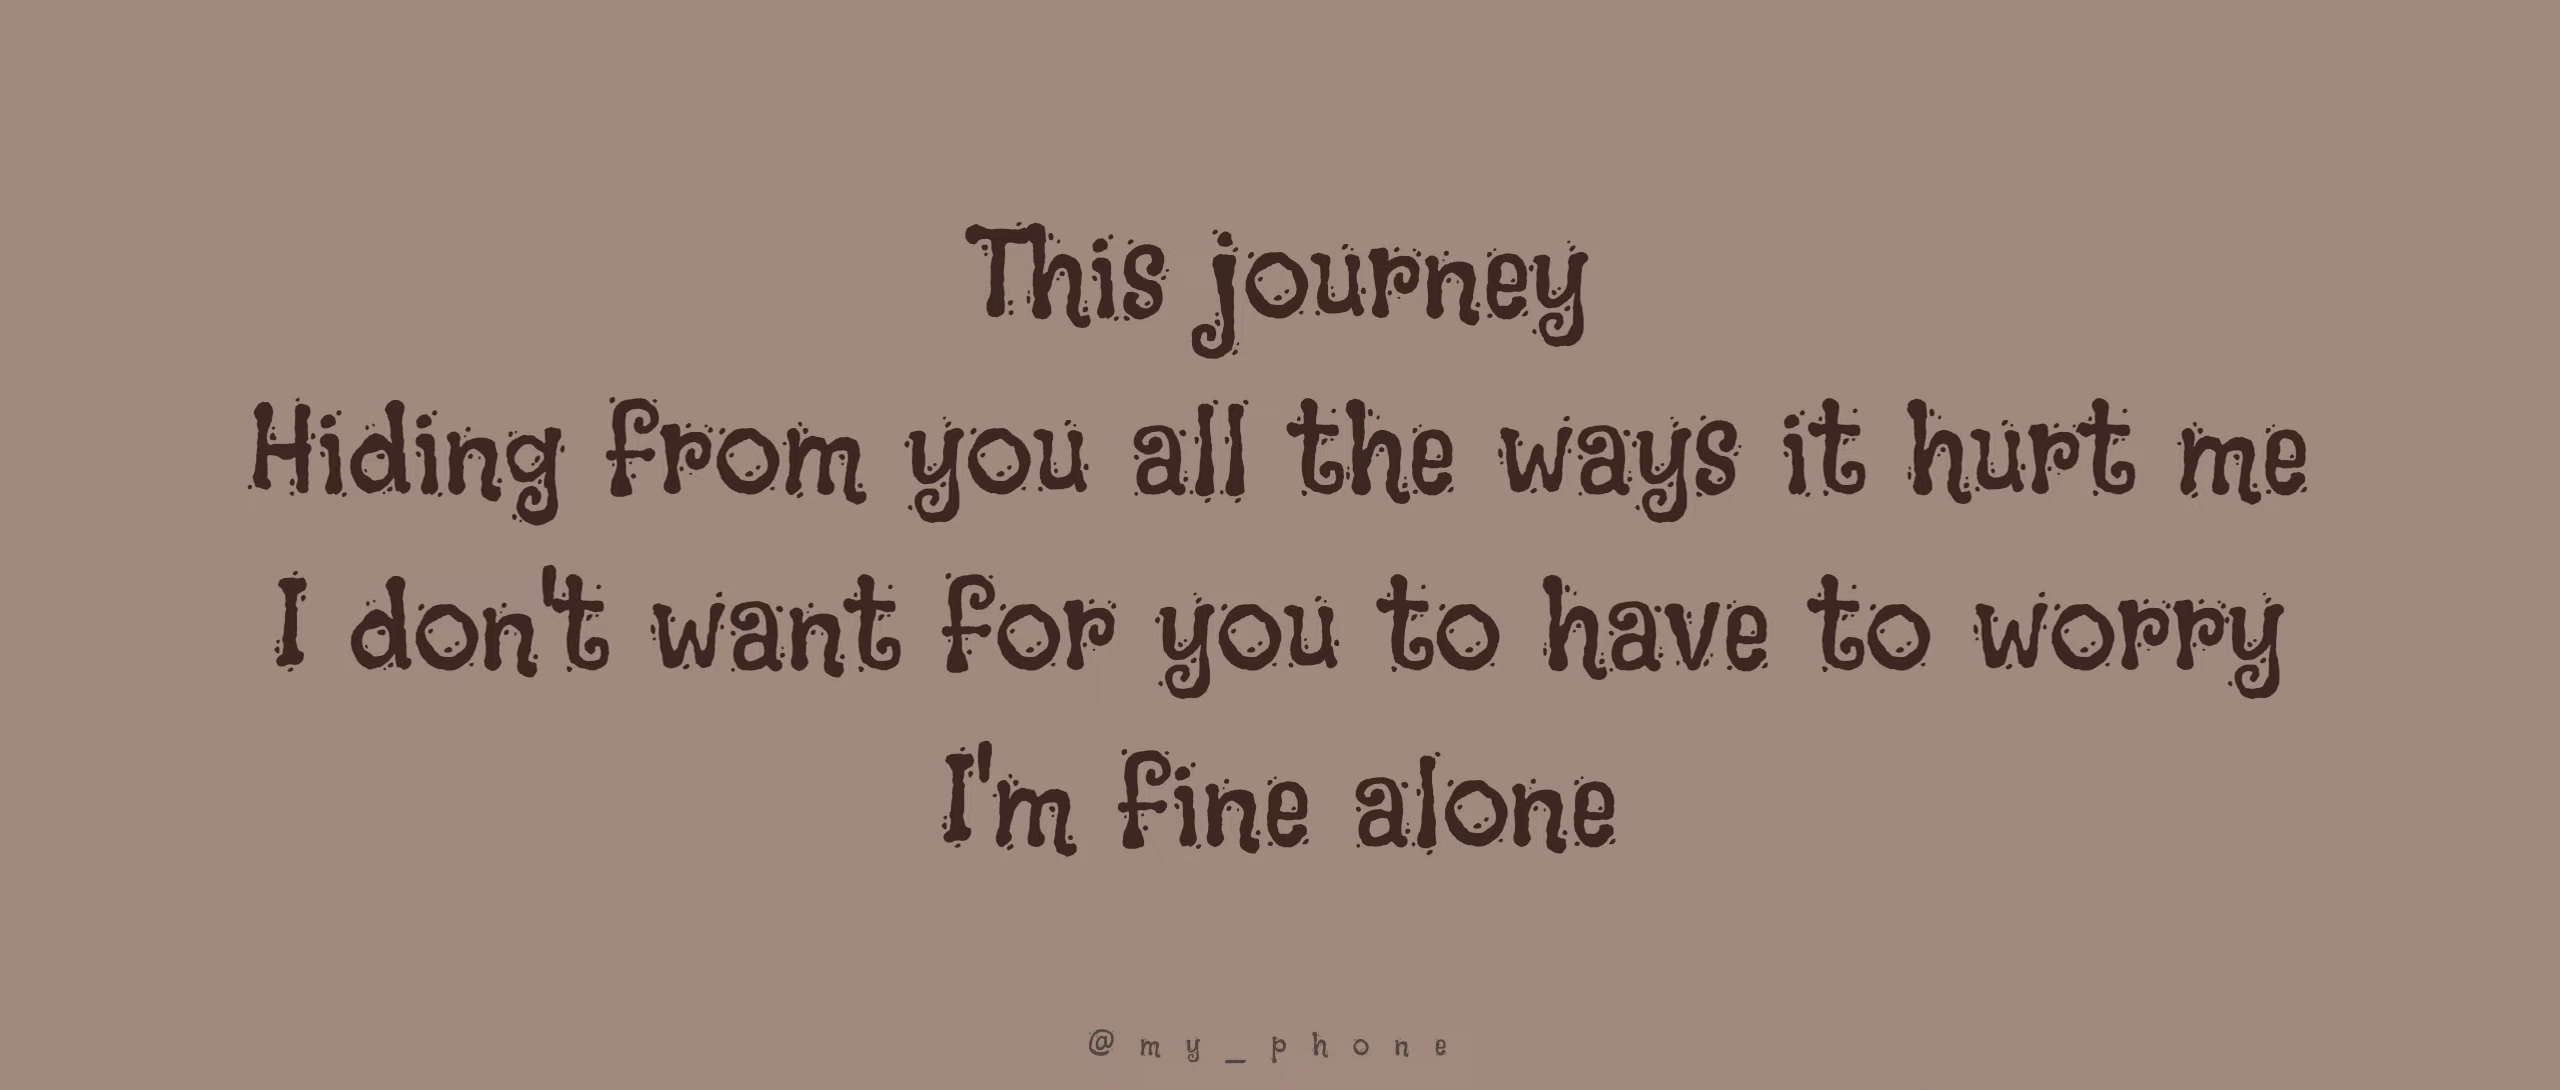 This journey
Hiding from you all the ways it hurt me
I don't want for you to have to worry
I'm fine alone
@my_phone